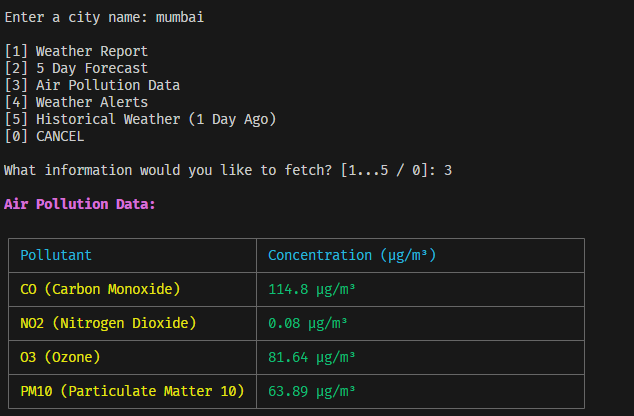 Enter a city name: mumbai
[1] Weather Report
[2] 5 Day Forecast
[3] Air Pollution Data
[4] Weather Alerts
[5] Historical Weather (1 Day Ago)
[0] CANCEL
What information would you like to fetch? [1...5 / 0]: 3
Air Pollution Data:
Pollutant Concentration (μg/m³)
CO (Carbon Monoxide) 114.8 μg/m³
NO2 (Nitrogen Dioxide) 0.08 μg/m³
O3 (Ozone) 81.64 μg/m³
PM10 (Particulate Matter 10) 63.89 μg/m³